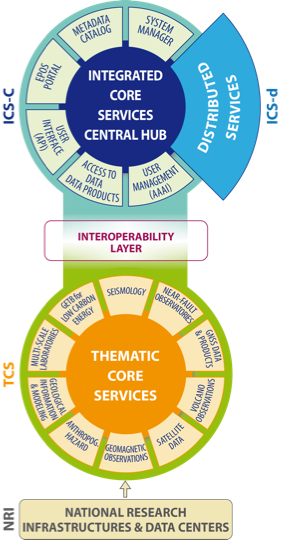 METADATA
CATALOG
SYSTEM
MANAGER
EPOS
PORTAL
ICS-C
INTEGRATED
CORE
SERVICES
CENTRAL HUB
DISTRIBUTED
SERVICES
ICS-d
USER
INTERFACE
(API)
ACCESS TO
DATA
DATA PRODUCTS
USER
MANAGEMENT
(AAAI)
INTEROPERABILITY
LAYER
SEISMOLOGY
GETB for
LOW CARBON
ENERGY
NEAR-FAULT
OBSERVATORIES
MULTI-SCALE
LABORATORIES
GNSS DATA
& PRODUCTS
TCS
THEMATIC
CORE
SERVICES
GEOLOGICAL
INFORMATION
& MODELING
VOLCANO
OBSERVATIONS
ANTHROPOG.
HAZARD
GEOMAGNETIC
OBSERVATIONS
SATELLITE
DATA
NRI
NATIONAL RESEARCH
INFRASTRUCTURES & DATA CENTERS